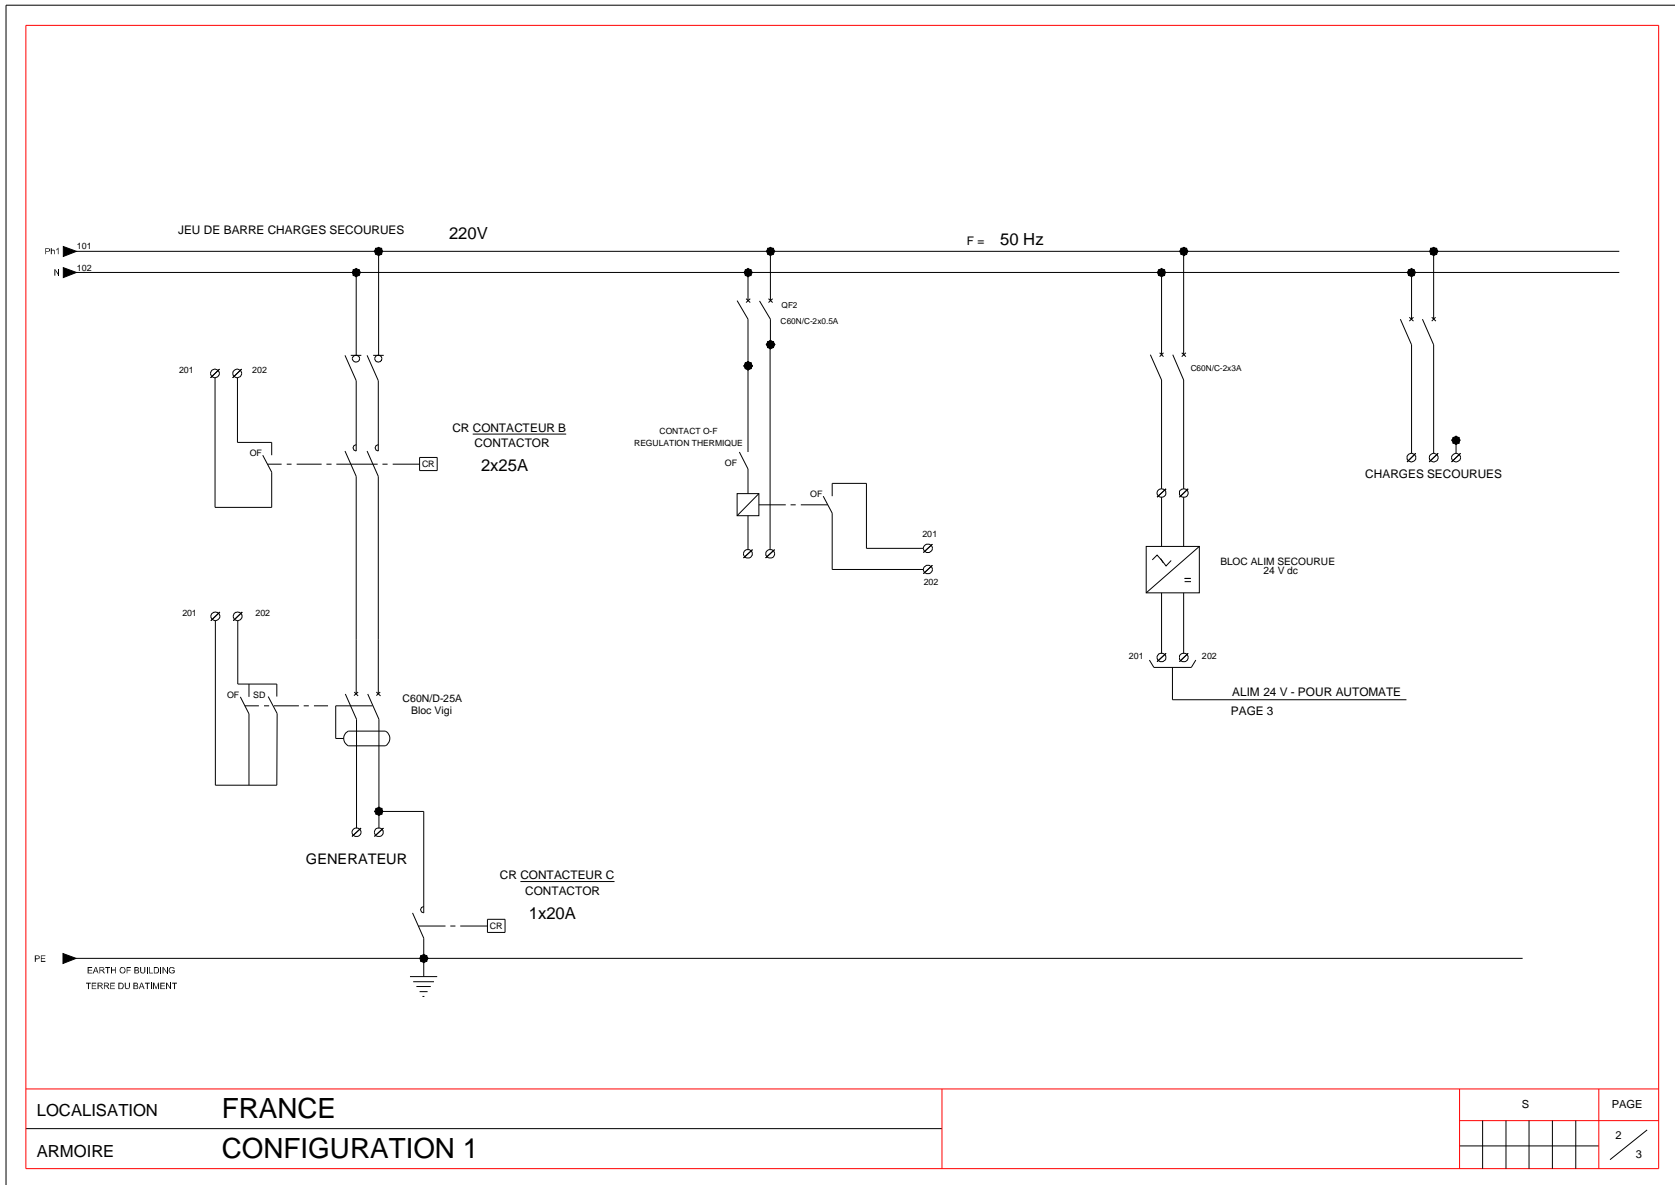 JEU DE BARRE CHARGES SECOURUES 220V F = 50 Hz
Ph1 101
N 102
QF2
C60N/C-2x0.5A
201 202
C60N/C-2x3A
CR CONTACTEUR B
CONTACTOR
2x25A
OF
CR
CONTACT O-F
REGULATION THERMIQUE
OF
OF
201
202
CHARGES SECOURUES
BLOC ALIM SECOURUE
24 V dc
=
201 202
201 202
ALIM 24 V - POUR AUTOMATE
PAGE 3
OF SD
C60N/D-25A
Bloc Vigi
GENERATEUR
CR CONTACTEUR C
CONTACTOR
1x20A
CR
PE
EARTH OF BUILDING
TERRE DU BATIMENT
LOCALISATION FRANCE
ARMOIRE CONFIGURATION 1
S
PAGE
2
3